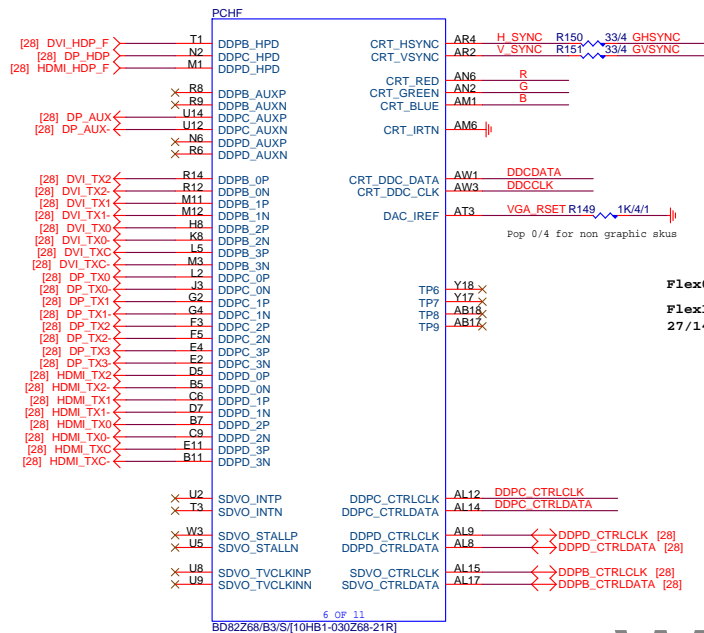 PCHF
[28] DVI_HDP_F T1 DDPB_HPD CRT_HSYNC AR4 H_SYNC R150 33/4 GHSYNC
[28] DP_HDP N2 DDPC_HPD CRT_VSYNC AR2 V_SYNC R151 33/4 GVSYNC
[28] HDMI_HDP_F M1 DDPD_HPD
CRT_RED AN6 R
R8 DDPB_AUXP CRT_GREEN AN2 G
R9 DDPB_AUXN CRT_BLUE AM1 B
[28] DP_AUX U14 DDPC_AUXP
[28] DP_AUX- U12 DDPC_AUXN CRT_IRTN AM6
N6 DDPD_AUXP
R6 DDPD_AUXN
[28] DVI_TX2 R14 DDPB_0P CRT_DDC_DATA AW1 DDCDATA
[28] DVI_TX2- R12 DDPB_0N CRT_DDC_CLK AW3 DDCCLK
[28] DVI_TX1 M11 DDPB_1P
[28] DVI_TX1- M12 DDPB_1N DAC_IREF AT3 VGA_RSET R149 1K/4/1
[28] DVI_TX0 H8 DDPB_2P
Pop 0/4 for non graphic skus
[28] DVI_TX0- K8 DDPB_2N
[28] DVI_TXC L5 DDPB_3P
[28] DVI_TXC- M3 DDPB_3N
[28] DP_TX0 L2 DDPC_0P
[28] DP_TX0- J3 DDPC_0N TP6 Y18
[28] DP_TX1 G2 DDPC_1P TP7 Y17
[28] DP_TX1- G4 DDPC_1N TP8 AB18
[28] DP_TX2 F3 DDPC_2P TP9 AB17
27/14
[28] DP_TX2- F5 DDPC_2N
[28] DP_TX3 E4 DDPC_3P
[28] DP_TX3- E2 DDPC_3N
[28] HDMI_TX2 D5 DDPD_0P
[28] HDMI_TX2- B5 DDPD_0N
[28] HDMI_TX1 C6 DDPD_1P
[28] HDMI_TX1- D7 DDPD_1N
[28] HDMI_TX0 B7 DDPD_2P
[28] HDMI_TX0- C9 DDPD_2N
[28] HDMI_TXC E11 DDPD_3P
[28] HDMI_TXC- B11 DDPD_3N
U2 SDVO_INTP DDPC_CTRLCLK AL12 DDPC_CTRLCLK
T3 SDVO_INTN DDPC_CTRLDATA AL14 DDPC_CTRLDATA
W3 SDVO_STALLP DDPD_CTRLCLK AL9 DDPD_CTRLCLK [28]
U5 SDVO_STALLN DDPD_CTRLDATA AL8 DDPD_CTRLDATA [28]
U8 SDVO_TVCLKINP SDVO_CTRLCLK AL15 DDPB_CTRLCLK [28]
U9 SDVO_TVCLKINN SDVO_CTRLDATA AL17 DDPB_CTRLDATA [28]
6 OF 11
BD82Z68/B3/S/[10HB1-030Z68-21R]